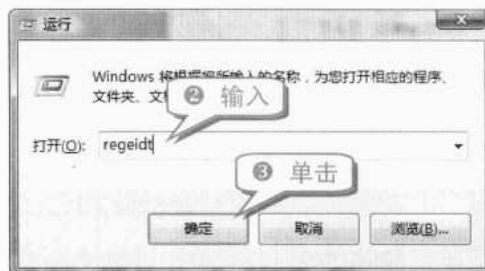 运行
Windows 将根据您所输入的名称,为您打开相应的程序、
文件夹、文
❷ 输入
打开(O): regeidt
❸ 单击
确定 取消 浏览(B)...